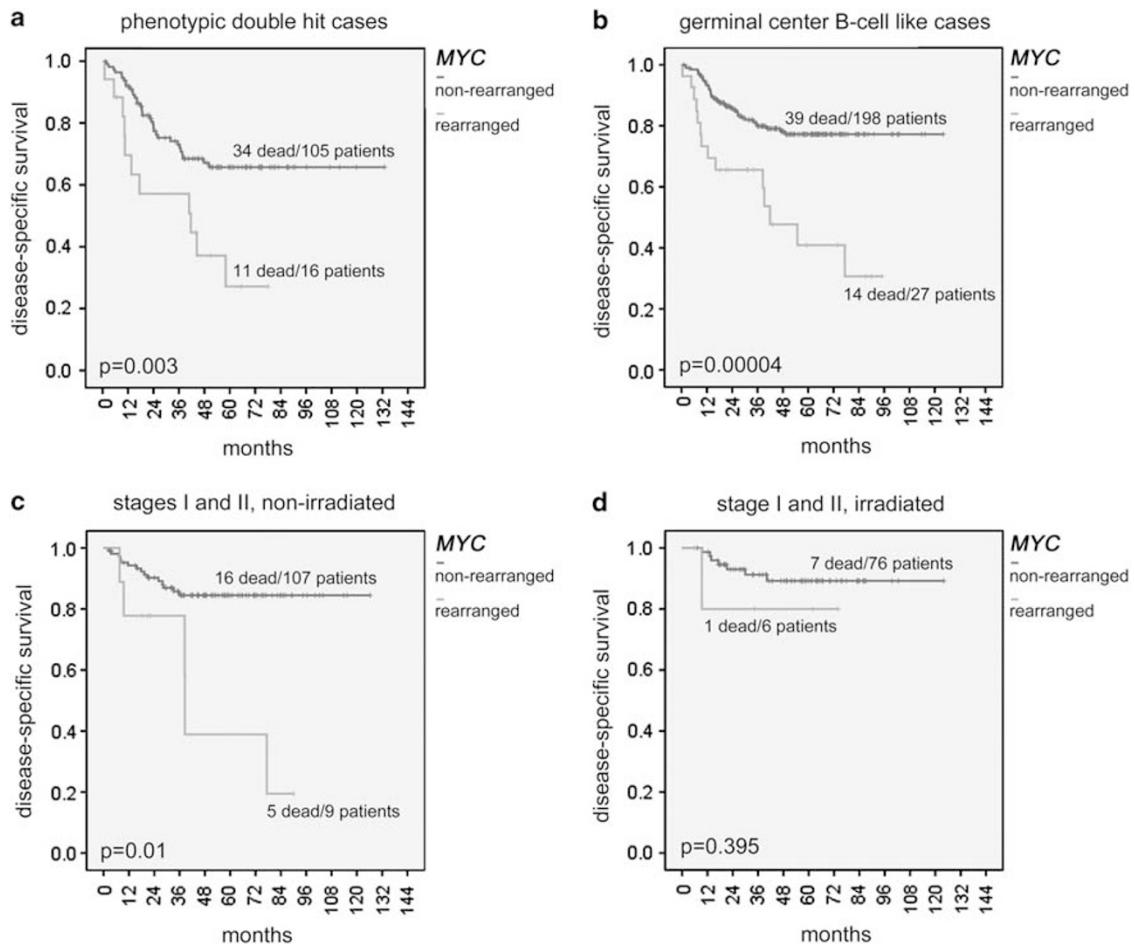 a phenotypic double hit cases
disease-specific survival
1.0
0.8
0.6
0.4
0.2
0.0
34 dead/105 patients
11 dead/16 patients
p=0.003
0 12 24 36 48 60 72 84 96 108 120 132 144
months
MYC
non-rearranged
rearranged
b germinal center B-cell like cases
disease-specific survival
1.0
0.8
0.6
0.4
0.2
0.0
39 dead/198 patients
14 dead/27 patients
p=0.00004
0 12 24 36 48 60 72 84 96 108 120 132 144
months
MYC
non-rearranged
rearranged
c stages I and II, non-irradiated
disease-specific survival
1.0
0.8
0.6
0.4
0.2
0.0
16 dead/107 patients
5 dead/9 patients
p=0.01
0 12 24 36 48 60 72 84 96 108 120 132 144
months
MYC
non-rearranged
rearranged
d stage I and II, irradiated
disease-specific survival
1.0
0.8
0.6
0.4
0.2
0.0
7 dead/76 patients
1 dead/6 patients
p=0.395
0 12 24 36 48 60 72 84 96 108 120 132 144
months
MYC
non-rearranged
rearranged